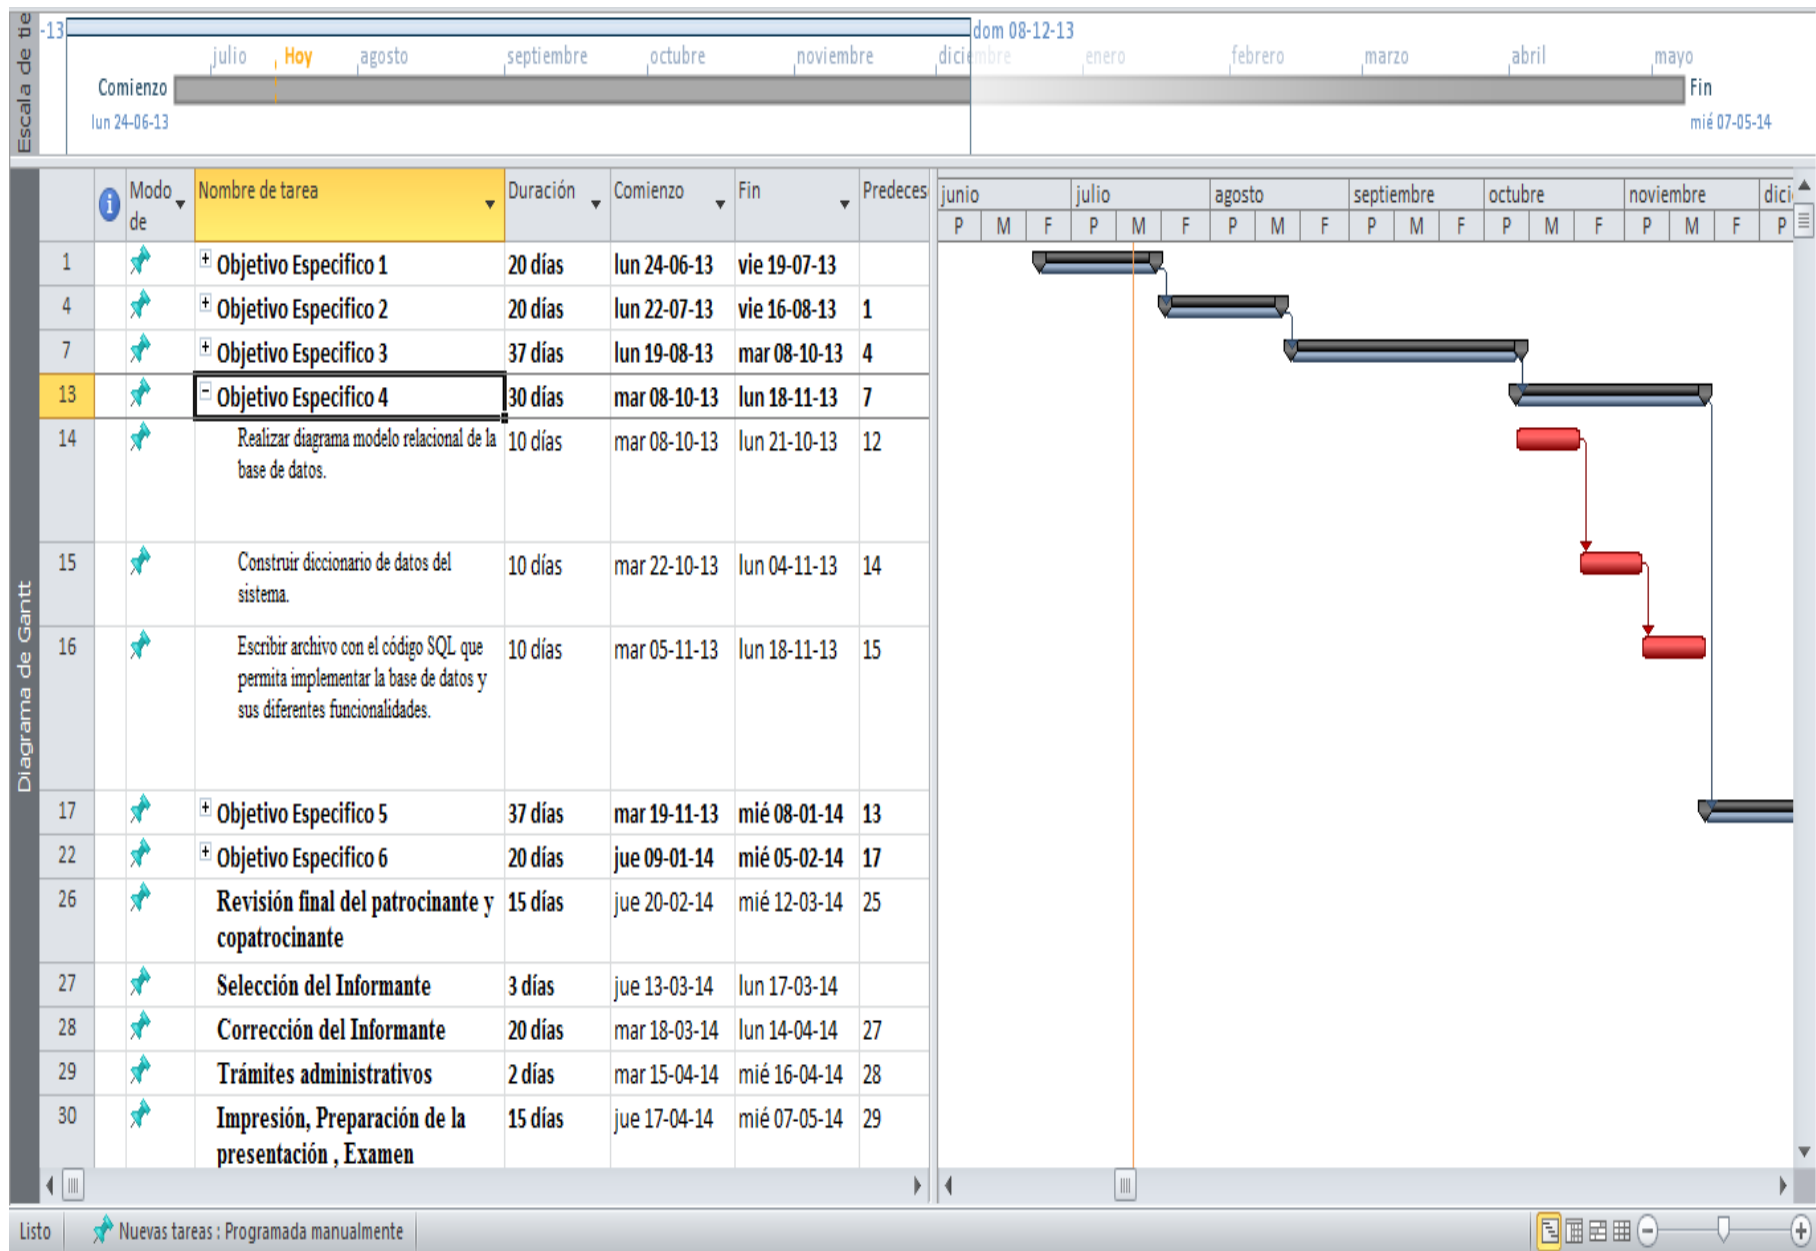 Escala de tie
-13
dom 08-12-13
julio Hoy agosto septiembre octubre noviembre diciembre enero febrero marzo abril mayo
Comienzo
Fin
lun 24-06-13
mié 07-05-14
Modo de Nombre de tarea Duración Comienzo Fin Predeces
junio julio agosto septiembre octubre noviembre dici
P M F P M F P M F P M F P M F P M F P
1 Objetivo Especifico 1 20 días lun 24-06-13 vie 19-07-13
4 Objetivo Especifico 2 20 días lun 22-07-13 vie 16-08-13 1
7 Objetivo Especifico 3 37 días lun 19-08-13 mar 08-10-13 4
13 Objetivo Especifico 4 30 días mar 08-10-13 lun 18-11-13 7
14 Realizar diagrama modelo relacional de la 10 días mar 08-10-13 lun 21-10-13 12
base de datos.
15 Construir diccionario de datos del 10 días mar 22-10-13 lun 04-11-13 14
sistema.
16 Escribir archivo con el código SQL que 10 días mar 05-11-13 lun 18-11-13 15
permita implementar la base de datos y
sus diferentes funcionalidades.
17 Objetivo Especifico 5 37 días mar 19-11-13 mié 08-01-14 13
22 Objetivo Especifico 6 20 días jue 09-01-14 mié 05-02-14 17
26 Revisión final del patrocinante y 15 días jue 20-02-14 mié 12-03-14 25
copatrocinante
27 Selección del Informante 3 días jue 13-03-14 lun 17-03-14
28 Corrección del Informante 20 días mar 18-03-14 lun 14-04-14 27
29 Trámites administrativos 2 días mar 15-04-14 mié 16-04-14 28
30 Impresión, Preparación de la 15 días jue 17-04-14 mié 07-05-14 29
presentación , Examen
Diagrama de Gantt
Listo Nuevas tareas : Programada manualmente